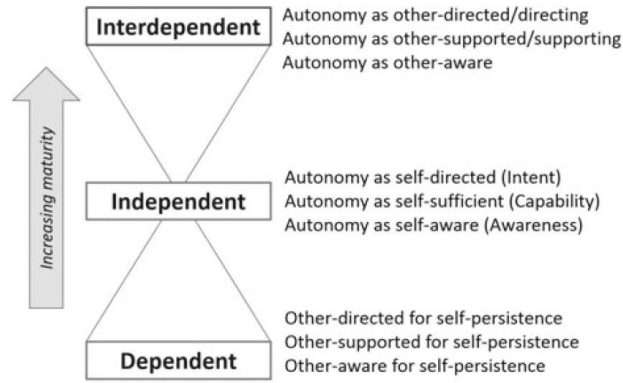 Interdependent
Autonomy as other-directed/directing
Autonomy as other-supported/supporting
Autonomy as other-aware
Increasing maturity
Independent
Autonomy as self-directed (Intent)
Autonomy as self-sufficient (Capability)
Autonomy as self-aware (Awareness)
Dependent
Other-directed for self-persistence
Other-supported for self-persistence
Other-aware for self-persistence